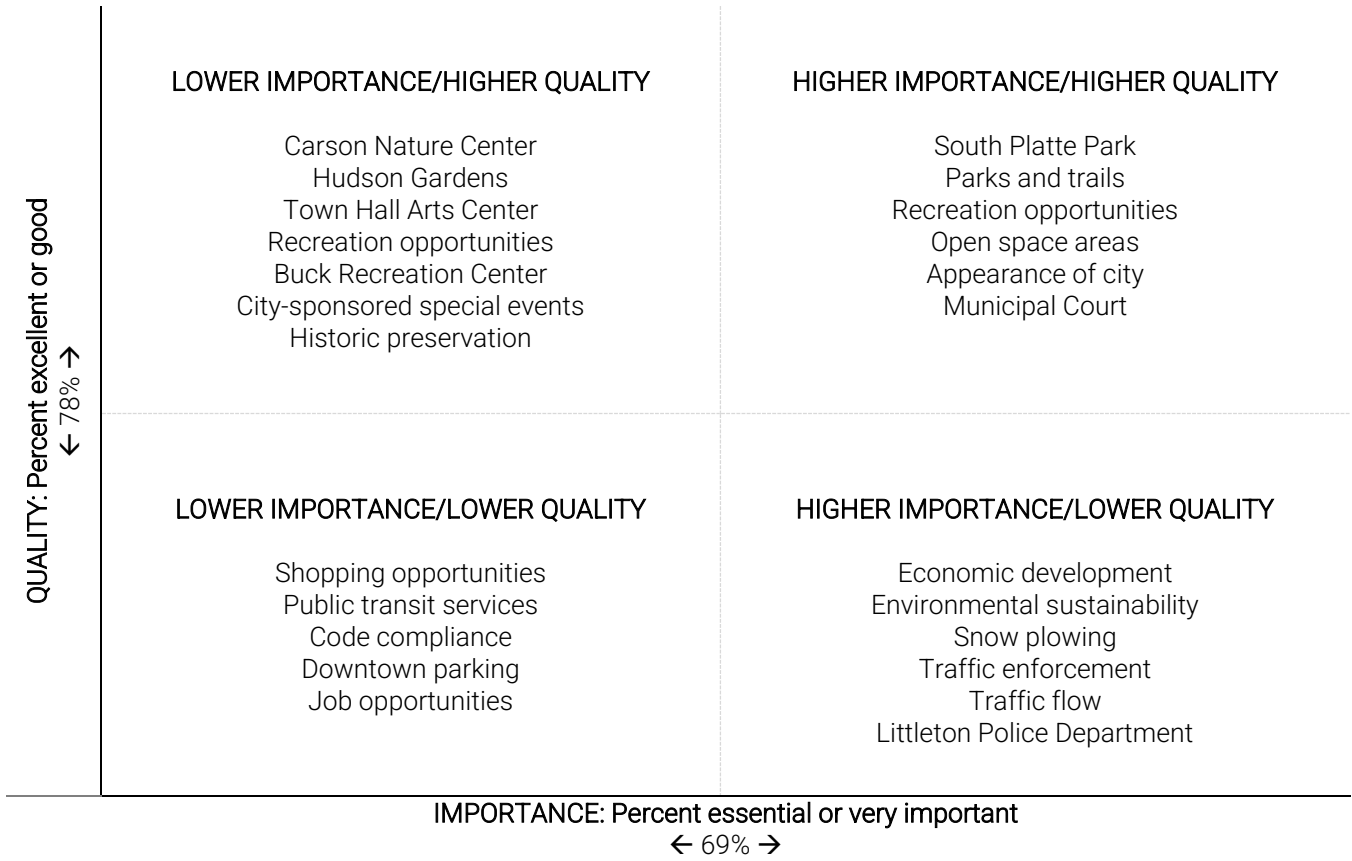 LOWER IMPORTANCE/HIGHER QUALITY
Carson Nature Center
Hudson Gardens
Town Hall Arts Center
Recreation opportunities
Buck Recreation Center
City-sponsored special events
Historic preservation
HIGHER IMPORTANCE/HIGHER QUALITY
South Platte Park
Parks and trails
Recreation opportunities
Open space areas
Appearance of city
Municipal Court
QUALITY: Percent excellent or good
← 78% →
LOWER IMPORTANCE/LOWER QUALITY
Shopping opportunities
Public transit services
Code compliance
Downtown parking
Job opportunities
HIGHER IMPORTANCE/LOWER QUALITY
Economic development
Environmental sustainability
Snow plowing
Traffic enforcement
Traffic flow
Littleton Police Department
IMPORTANCE: Percent essential or very important
← 69% →